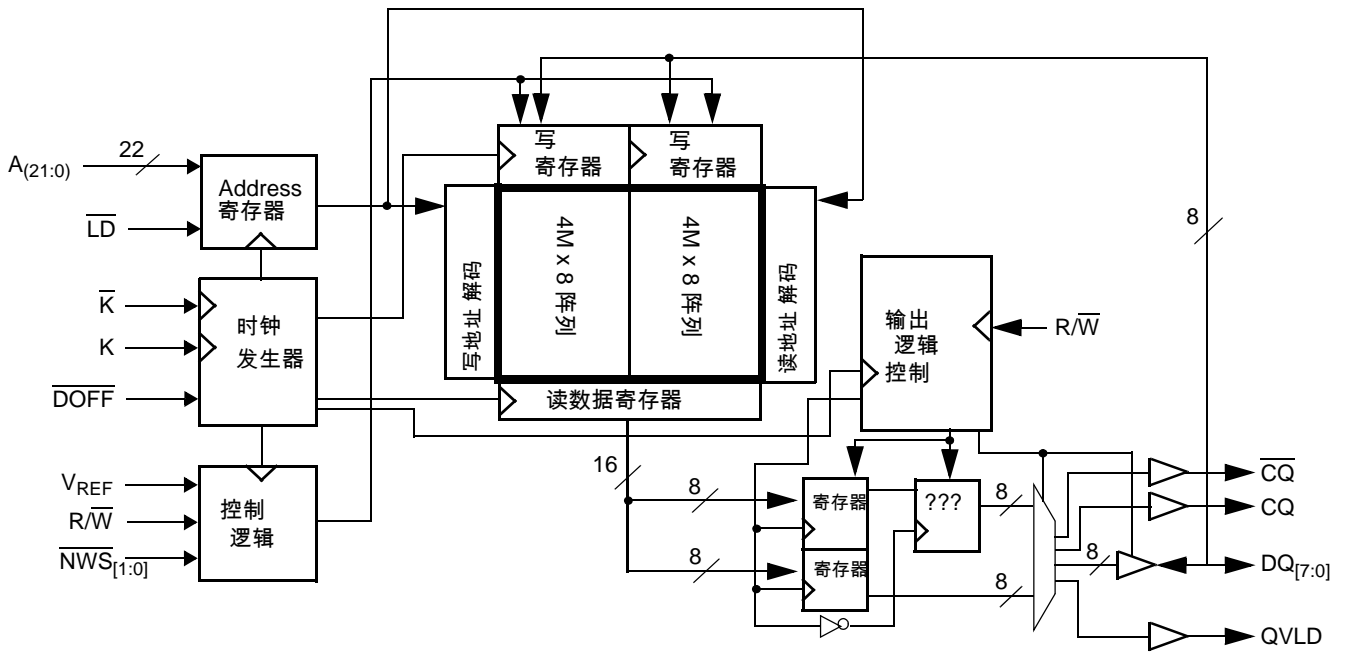 A(21:0)
22
LD
Address
寄存器
K
K
DOFF
时钟
发生器
VREF
R/W
NWS[1:0]
控制
逻辑
写
寄存器
写
寄存器
写地址 解码
4M x 8 阵列
4M x 8 阵列
读地址 解码
读数据寄存器
8
输出
逻辑
控制
R/W
16
8
8
寄存器
寄存器
???
8
8
8
CQ
CQ
DQ[7:0]
QVLD